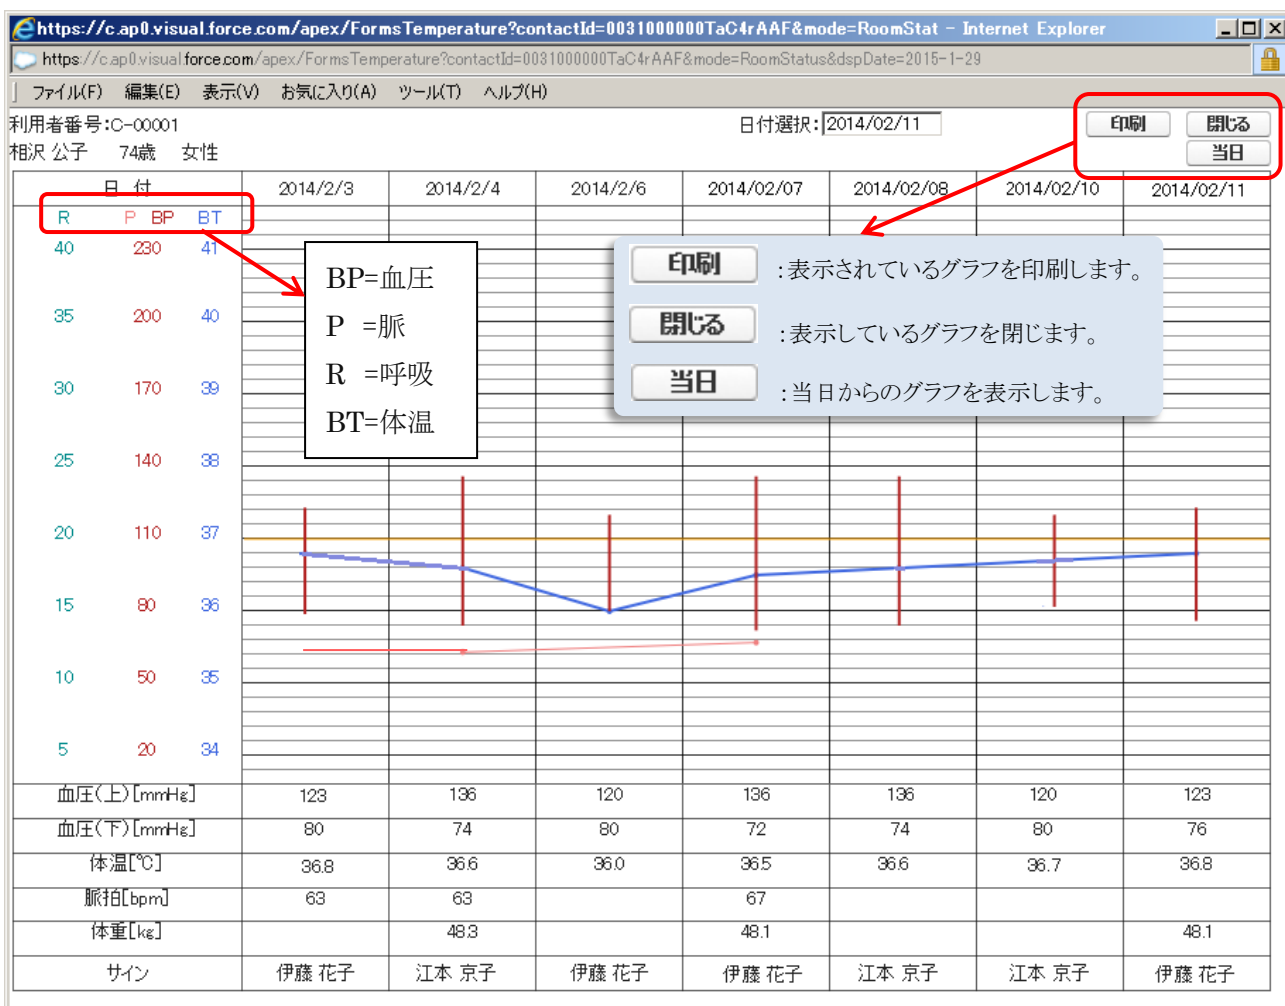 https://c.ap0.visual.force.com/apex/FormsTemperature?contactId=0031000000TaC4rAAF&mode=RoomStat - Internet Explorer
https://c.ap0.visual.force.com/apex/FormsTemperature?contactId=0031000000TaC4rAAF&mode=RoomStatus&dspDate=2015-1-29
ファイル(F) 編集(E) 表示(V) お気に入り(A) ツール(T) ヘルプ(H)
利用者番号:C-00001 日付選択: 2014/02/11 印刷 閉じる
相沢 公子 74歳 女性 当日
日 付 2014/2/3 2014/2/4 2014/2/6 2014/02/07 2014/02/08 2014/02/10 2014/02/11
R P BP BT
40 230 41
35 200 40
30 170 39
25 140 38
20 110 37
15 80 36
10 50 35
5 20 34
BP=血圧
P =脈
R =呼吸
BT=体温
印刷 :表示されているグラフを印刷します。
閉じる :表示しているグラフを閉じます。
当日 :当日からのグラフを表示します。
血圧(上)[mmHg] 123 136 120 136 136 120 123
血圧(下)[mmHg] 80 74 80 72 74 80 76
体温[℃] 36.8 36.6 36.0 36.5 36.6 36.7 36.8
脈拍[bpm] 63 63 67
体重[kg] 48.3 48.1 48.1
サイン 伊藤 花子 江本 京子 伊藤 花子 伊藤 花子 江本 京子 江本 京子 伊藤 花子